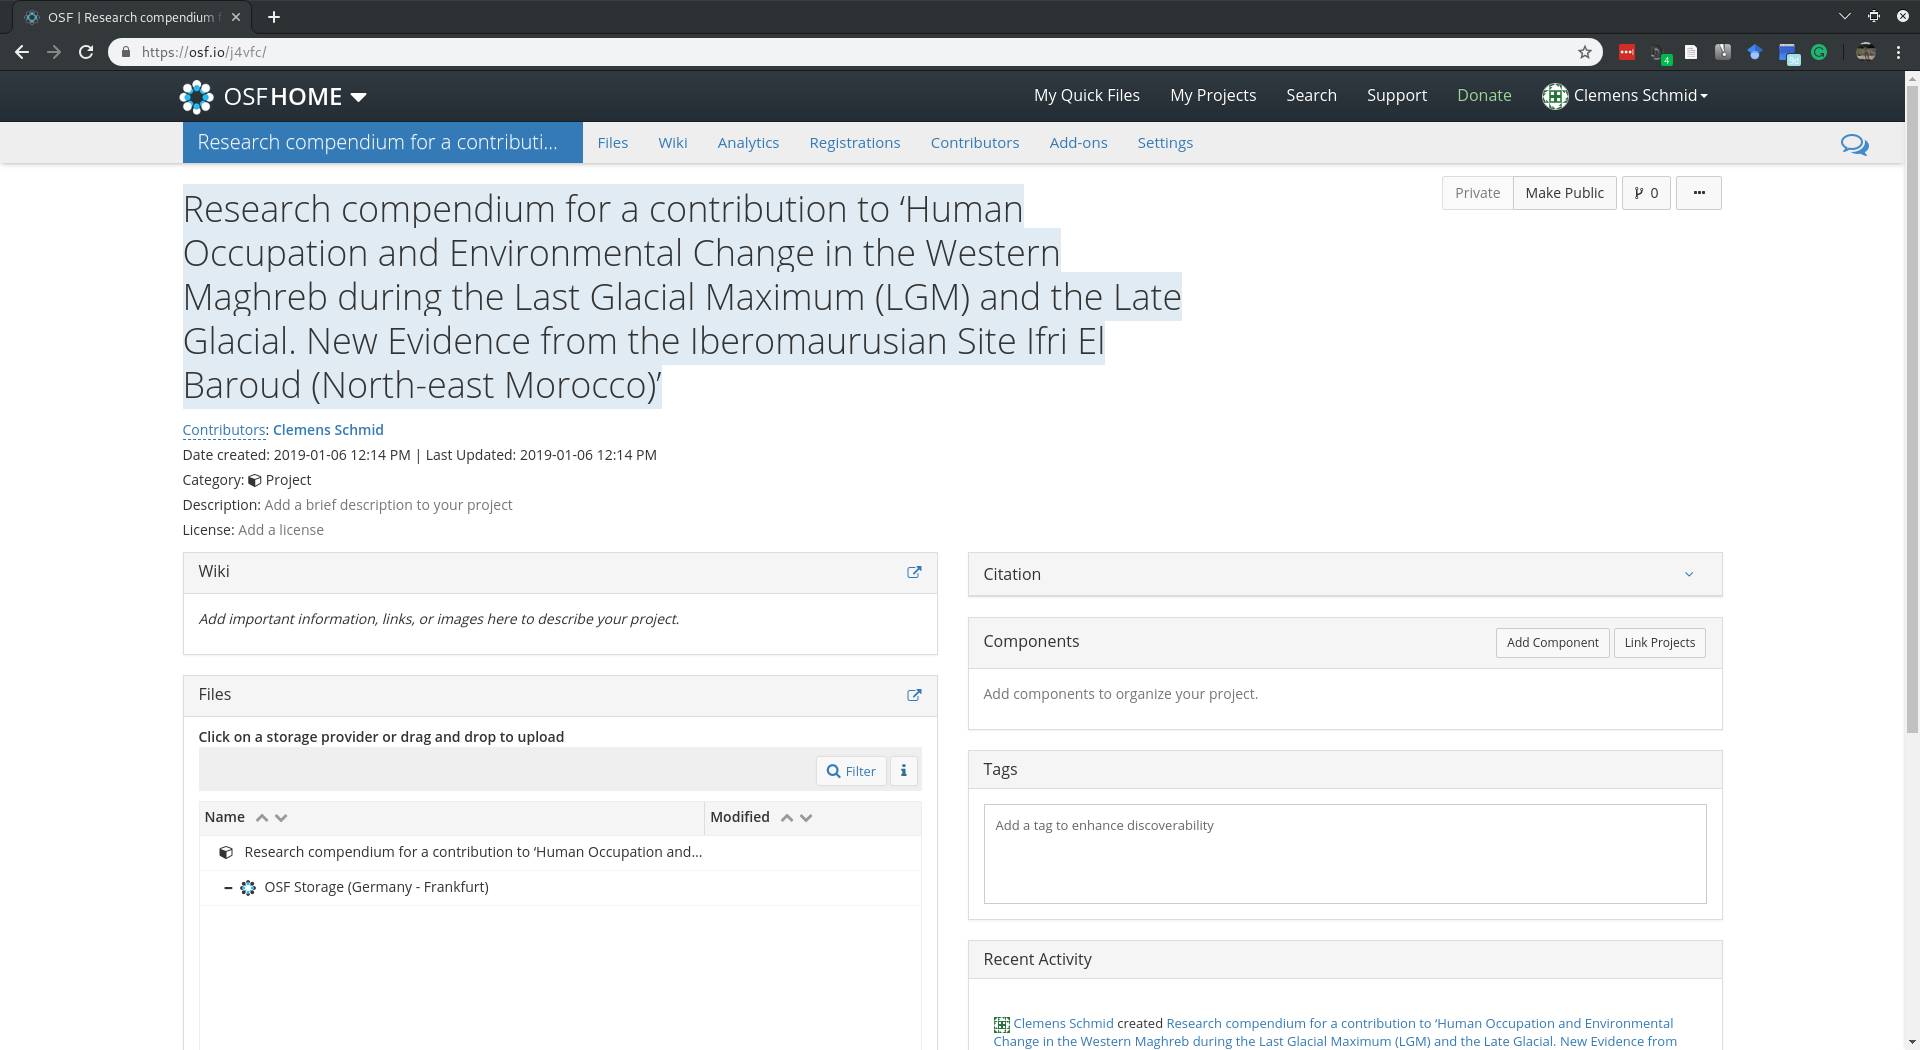 OSF | Research compendium f
https://osf.io/j4vfc/
4
OSFHOME
My Quick Files
My Projects
Search
Support
Donate
Clemens Schmid
Research compendium for a contributi...
Files
Wiki
Analytics
Registrations
Contributors
Add-ons
Settings
Research compendium for a contribution to ‘Human
Occupation and Environmental Change in the Western
Maghreb during the Last Glacial Maximum (LGM) and the Late
Glacial. New Evidence from the Iberomaurusian Site Ifri El
Baroud (North-east Morocco)’
Private
Make Public
0
Contributors: Clemens Schmid
Date created: 2019-01-06 12:14 PM | Last Updated: 2019-01-06 12:14 PM
Category: Project
Description: Add a brief description to your project
License: Add a license
Wiki
Add important information, links, or images here to describe your project.
Files
Click on a storage provider or drag and drop to upload
Filter
Name
Modified
Research compendium for a contribution to ‘Human Occupation and...
OSF Storage (Germany - Frankfurt)
Citation
Components
Add Component
Link Projects
Add components to organize your project.
Tags
Add a tag to enhance discoverability
Recent Activity
Clemens Schmid created Research compendium for a contribution to ‘Human Occupation and Environmental
Change in the Western Maghreb during the Last Glacial Maximum (LGM) and the Late Glacial. New Evidence from